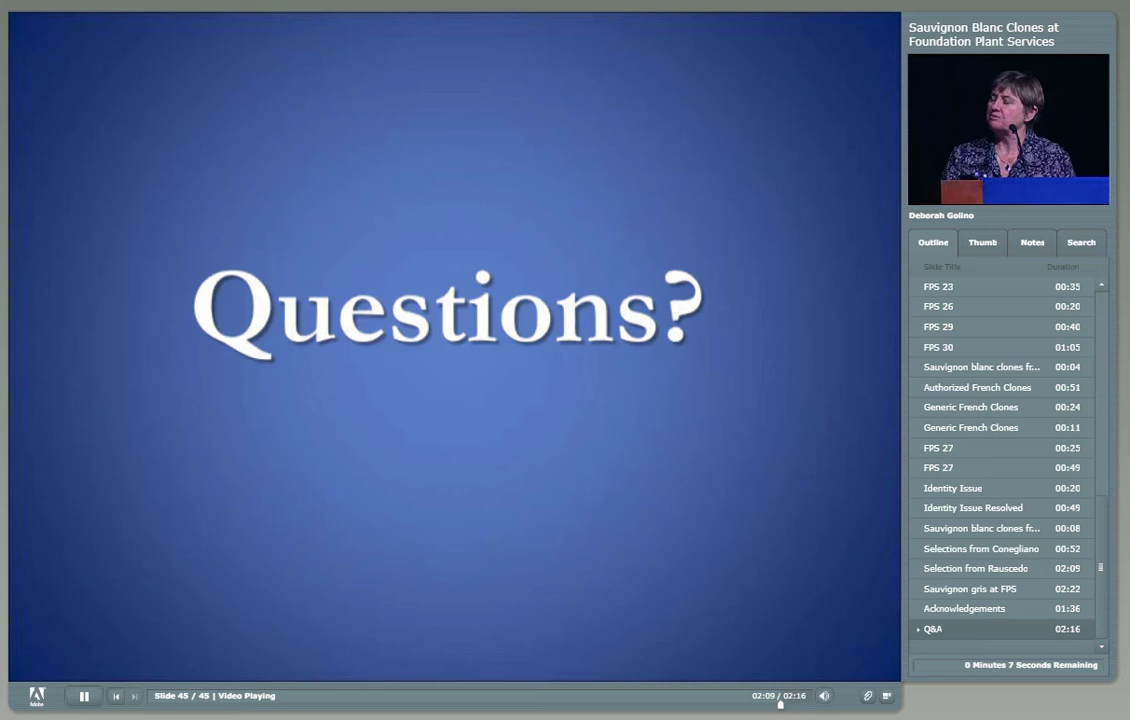 Questions?
Sauvignon Blanc Clones at
Foundation Plant Services
Deborah Golino
Outline Thumb Notes Search
Slide Title Duration
FPS 23 00:35
FPS 26 00:20
FPS 29 00:40
FPS 30 01:05
Sauvignon blanc clones fr... 00:04
Authorized French Clones 00:51
Generic French Clones 00:24
Generic French Clones 00:11
FPS 27 00:25
FPS 27 00:49
Identity Issue 00:20
Identity Issue Resolved 00:49
Sauvignon blanc clones fr... 00:08
Selections from Conegliano 00:52
Selection from Rauscedo 02:09
Sauvignon gris at FPS 02:22
Acknowledgements 01:36
Q&A 02:16
0 Minutes 7 Seconds Remaining
Adobe
Slide 45 / 45 | Video Playing
02:09 / 02:16